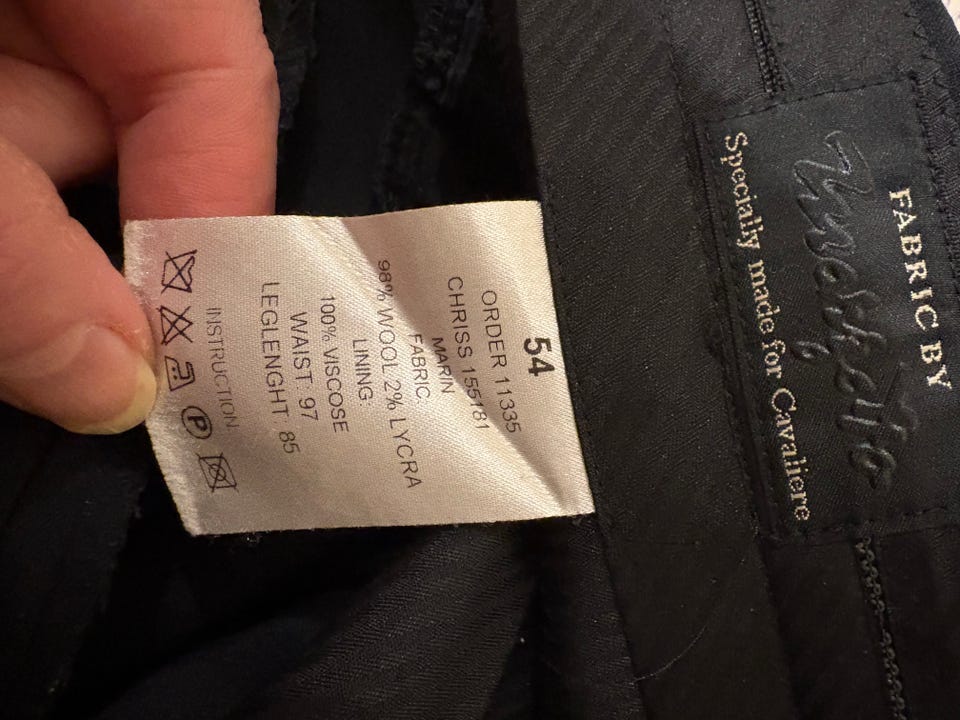 FABRIC BY
Specially made for Cavaliere
54
ORDER 11335
CHRISS 155181
MARIN
FABRIC.
98% WOOL 2% LYCRA
LINING:
100% VISCOSE
WAIST: 97
LEGLENGHT: 85
INSTRUCTION
P